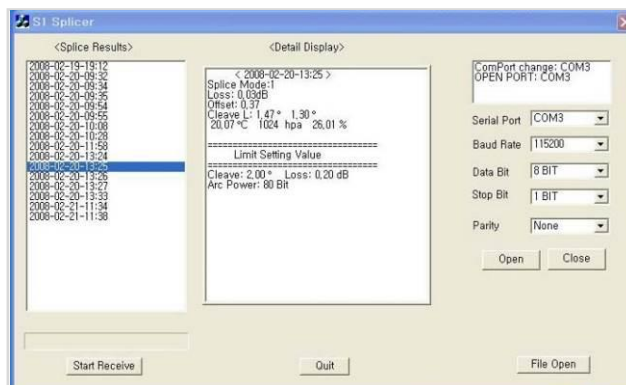 S1 Splicer
<Splice Results>
2008-02-19-19:12
2008-02-20-09:32
2008-02-20-09:34
2008-02-20-09:35
2008-02-20-09:54
2008-02-20-09:55
2008-02-20-10:08
2008-02-20-10:28
2008-02-20-11:58
2008-02-20-13:24
2008-02-20-13:25
2008-02-20-13:26
2008-02-20-13:27
2008-02-20-13:33
2008-02-21-11:34
2008-02-21-11:38
Start Receive
<Detail Display>
< 2008-02-20-13:25 >
Splice Mode:1
Loss: 0,03dB
Offset: 0,37
Cleave L: 1,47 ° 1,30 °
20,07 °C 1024 hpa 26,01 %
==================================
Limit Setting Value
==================================
Cleave: 2,00 ° Loss: 0,20 dB
Arc Power: 80 Bit
Quit
ComPort change: COM3
OPEN PORT: COM3
Serial Port COM3
Baud Rate 115200
Data Bit 8 BIT
Stop Bit 1 BIT
Parity None
Open Close
File Open